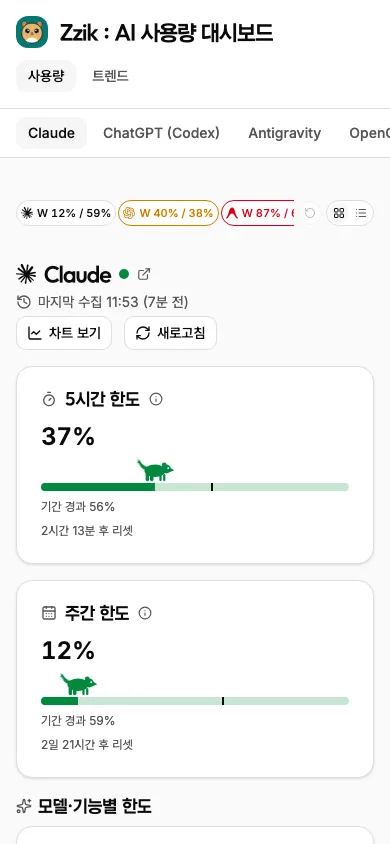 Zzik : AI 사용량 대시보드
사용량 트렌드
Claude ChatGPT (Codex) Antigravity Open
W 12% / 59% W 40% / 38% W 87% /
Claude
마지막 수집 11:53 (7분 전)
차트 보기 새로고침
5시간 한도
37%
기간 경과 56%
2시간 13분 후 리셋
주간 한도
12%
기간 경과 59%
2일 21시간 후 리셋
모델·기능별 한도